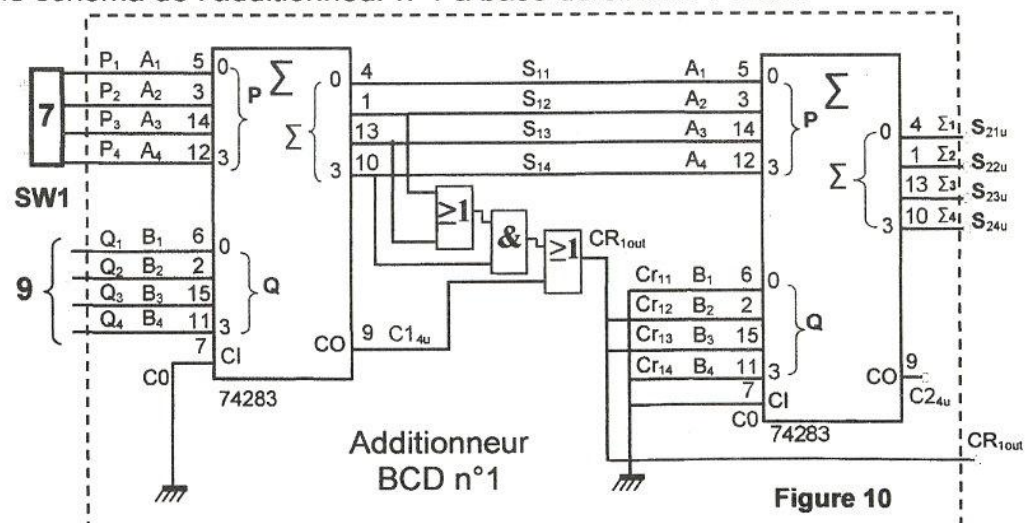 P₁ A₁ 5 0
P₂ A₂ 3
P₃ A₃ 14
P₄ A₄ 12 3
P
7
SW1
Q₁ B₁ 6 0
Q₂ B₂ 2
Q₃ B₃ 15
Q₄ B₄ 11 3
Q
9
7 CI
C0
74283
Σ
Σ
0 4 S₁₁ A₁ 5 0
1 S₁₂ A₂ 3
13 S₁₃ A₃ 14
3 10 S₁₄ A₄ 12 3
P
≥1
&
≥1
CR₁ₒᵤₜ
CO 9 C1₄ᵤ
Cr₁₁ B₁ 6 0
Cr₁₂ B₂ 2
Cr₁₃ B₃ 15
Cr₁₄ B₄ 11 3
Q
7 CI
C0
74283
Σ
Σ
0 4 Σ1 S₂₁ᵤ
1 Σ2 S₂₂ᵤ
13 Σ3 S₂₃ᵤ
3 10 Σ4 S₂₄ᵤ
CO 9
C2₄ᵤ
CR₁ₒᵤₜ
Additionneur
BCD n°1
Figure 10